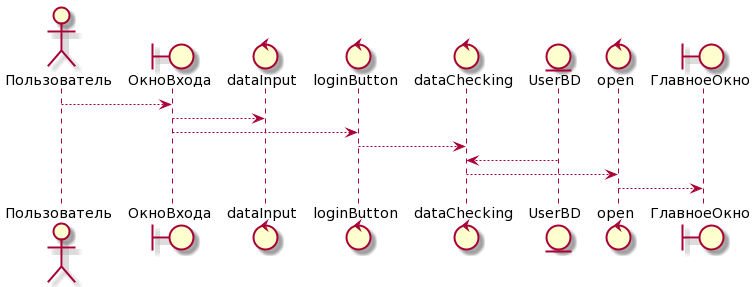 Пользователь ОкноВхода dataInput loginButton dataChecking UserBD open ГлавноеОкно
Пользователь ОкноВхода dataInput loginButton dataChecking UserBD open ГлавноеОкно